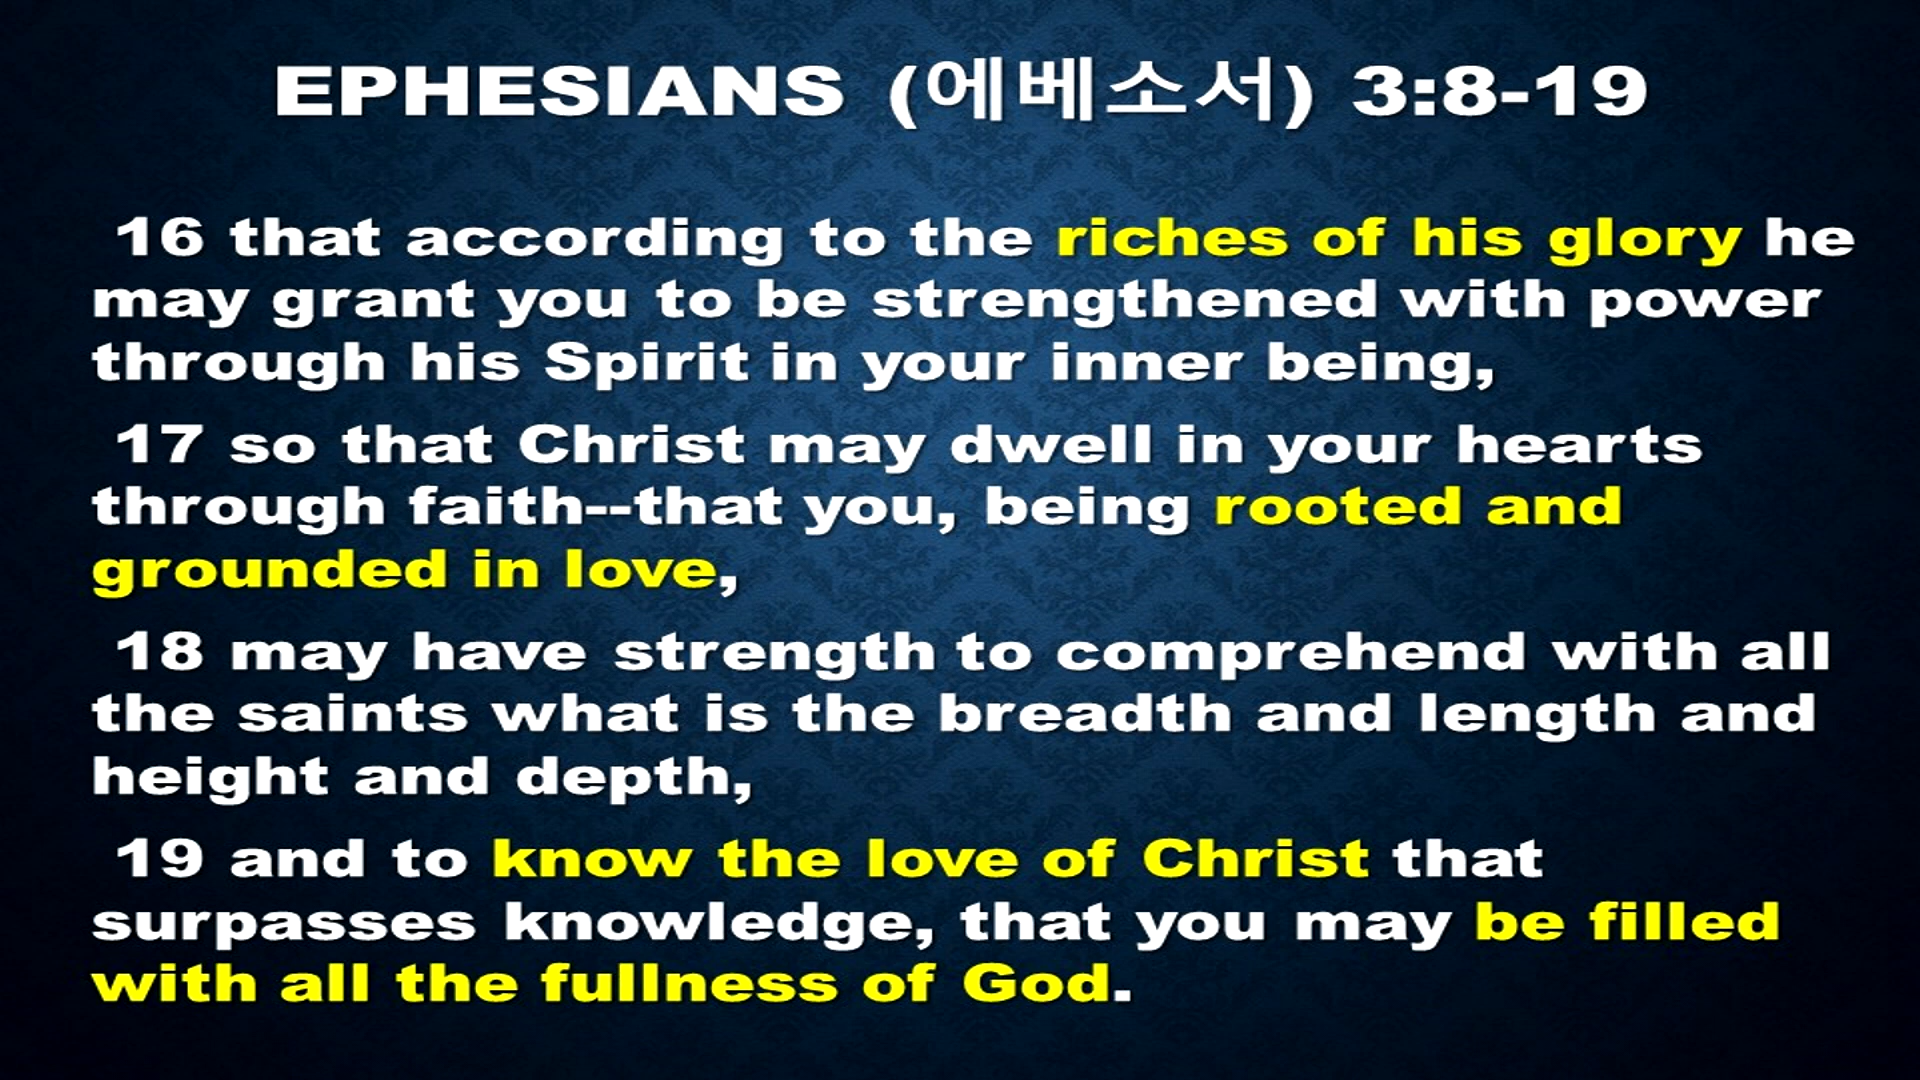 EPHESIANS (에베소서) 3:8-19
16 that according to the riches of his glory he
may grant you to be strengthened with power
through his Spirit in your inner being,
17 so that Christ may dwell in your hearts
through faith--that you, being rooted and
grounded in love,
18 may have strength to comprehend with all
the saints what is the breadth and length and
height and depth,
19 and to know the love of Christ that
surpasses knowledge, that you may be filled
with all the fullness of God.